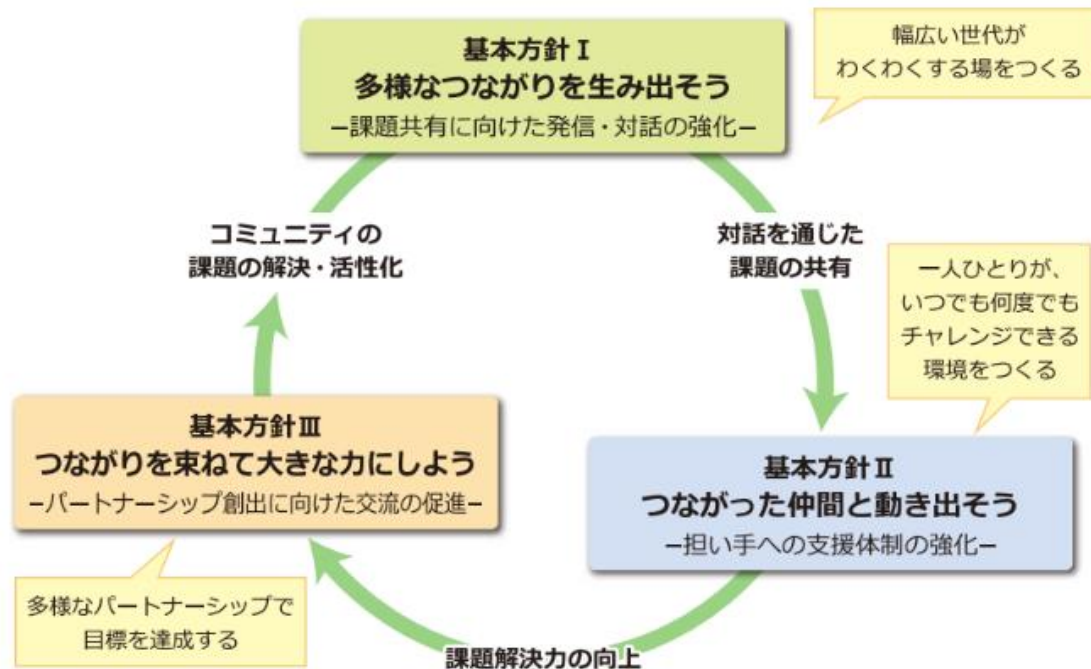 基本方針Ⅰ
多様なつながりを生み出そう
−課題共有に向けた発信・対話の強化−
幅広い世代が
わくわくする場をつくる
対話を通じた
課題の共有
一人ひとりが、
いつでも何度でも
チャレンジできる
環境をつくる
基本方針Ⅱ
つながった仲間と動き出そう
−担い手への支援体制の強化−
課題解決力の向上
基本方針Ⅲ
つながりを束ねて大きな力にしよう
−パートナーシップ創出に向けた交流の促進−
多様なパートナーシップで
目標を達成する
コミュニティの
課題の解決・活性化